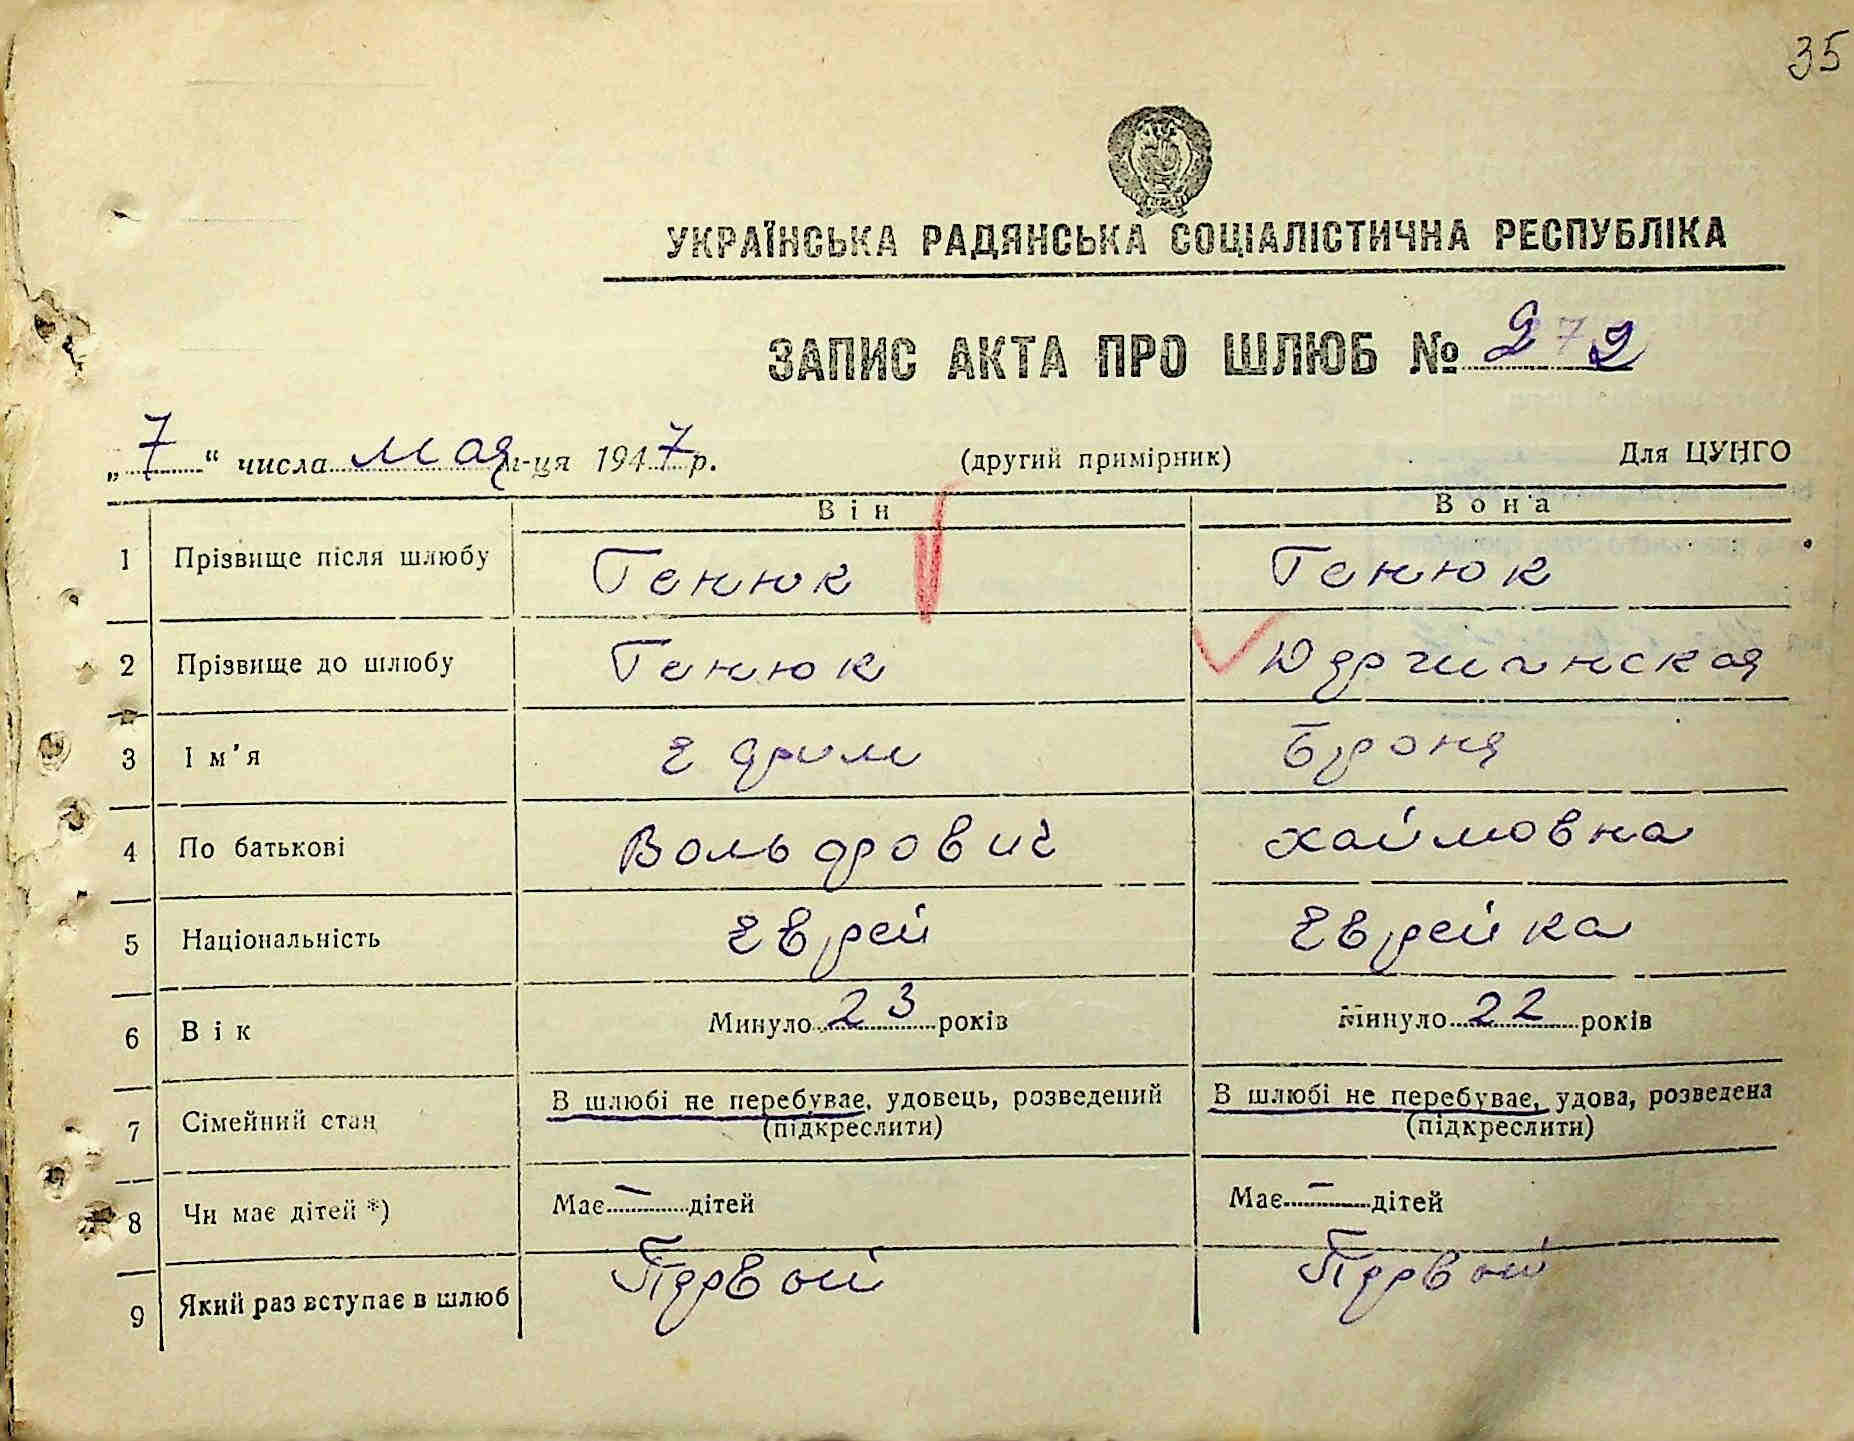 35
УКРАЇНСЬКА РАДЯНСЬКА СОЦІАЛІСТИЧНА РЕСПУБЛІКА
ЗАПИС АКТА ПРО ШЛЮБ № 272
„ 7 “ числа мая м-ця 1947 р. (другий примірник) Для ЦУНГО
Він Вона
1 Прізвище після шлюбу Генюк Генюк
2 Прізвище до шлюбу Генюк
3 Ім'я Ефрим Броня
4 По батькові Вольфович Хаймовна
5 Національність Еврей Еврейка
6 Вік Минуло 23 років Минуло 22 років
7 Сімейний стан В шлюбі не перебуває, удовець, розведений В шлюбі не перебуває, удова, розведена
(підкреслити) (підкреслити)
8 Чи має дітей *) Має — дітей Має — дітей
9 Який раз вступає в шлюб Первой Первой